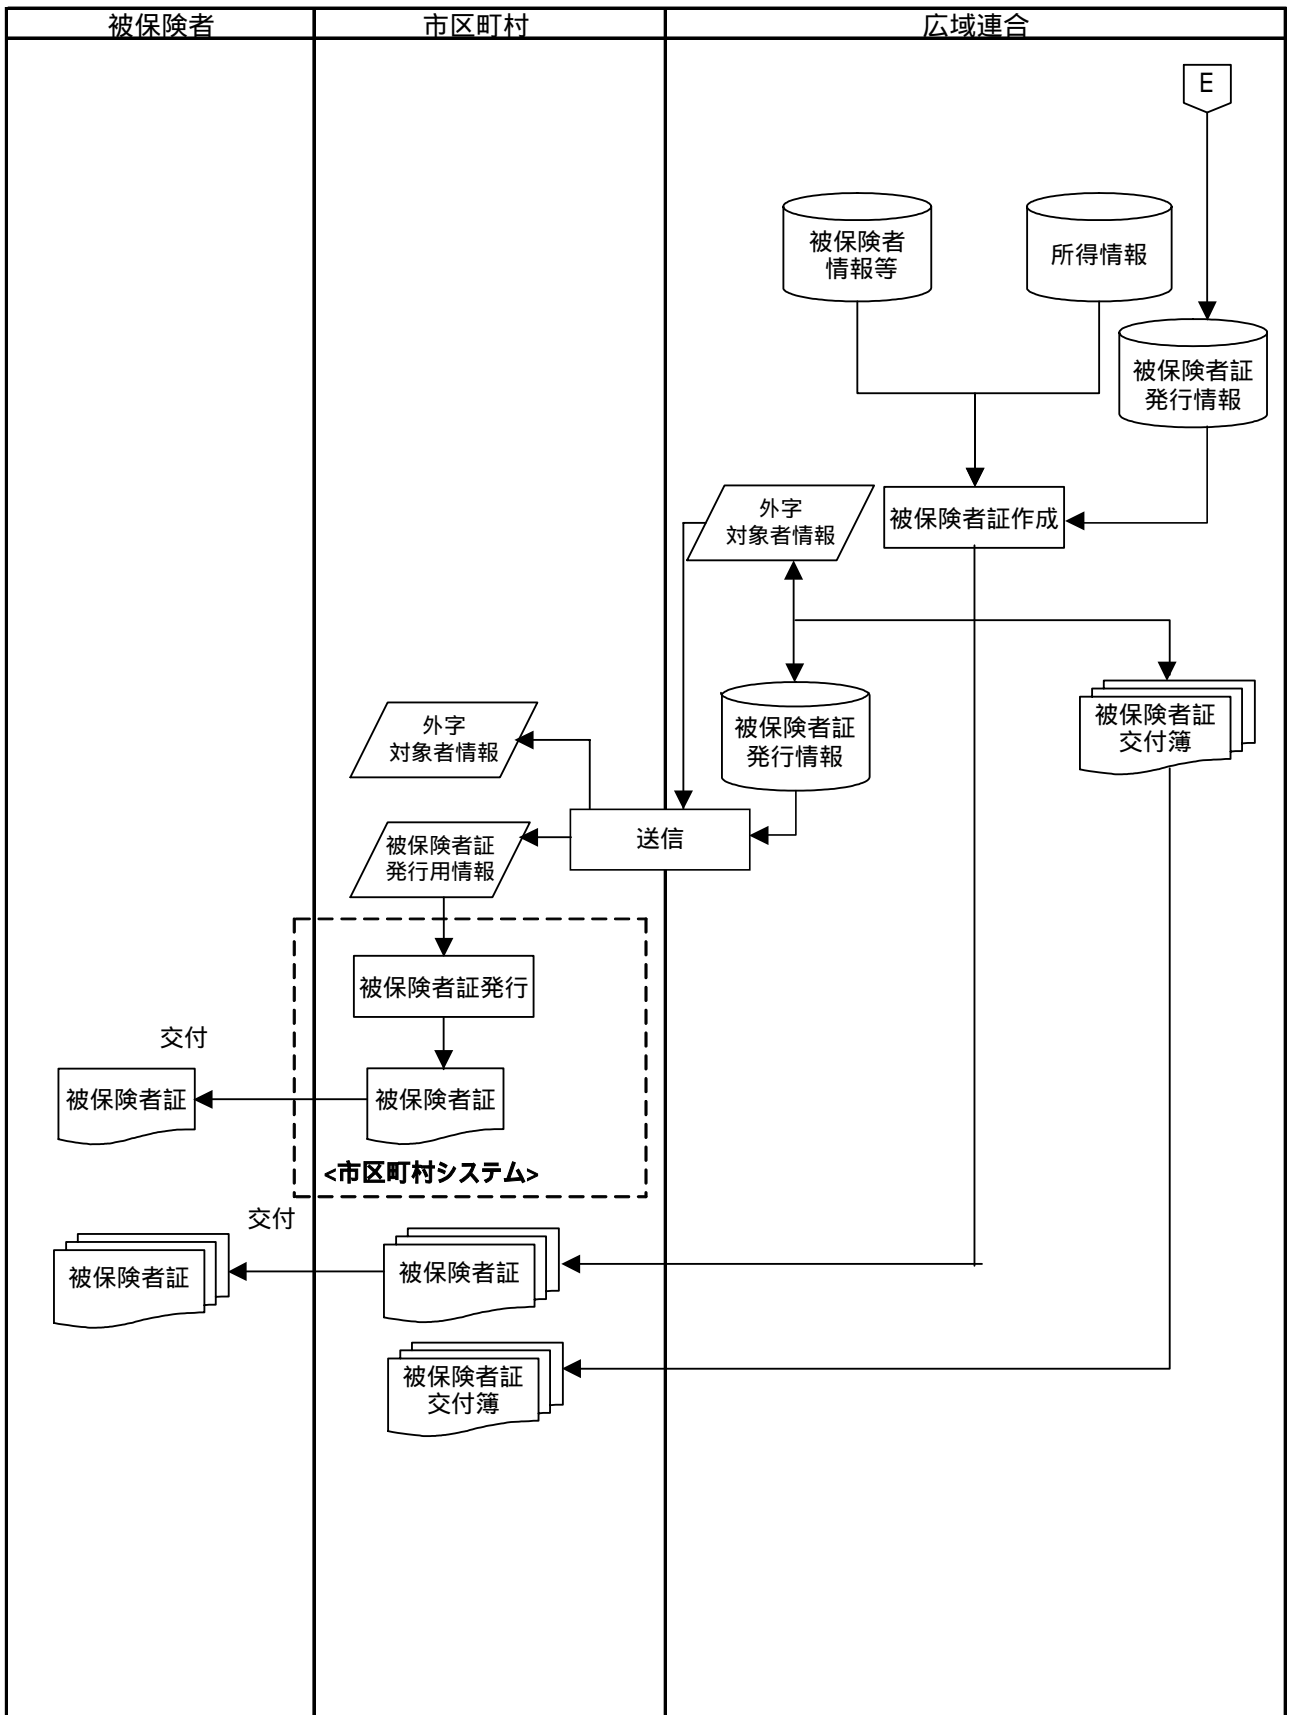 被保険者
市区町村
広域連合
E
被保険者
情報等
所得情報
被保険者証
発行情報
外字
対象者情報
被保険者証作成
外字
対象者情報
被保険者証
発行情報
被保険者証
交付簿
送信
被保険者証
発行用情報
被保険者証発行
交付
被保険者証
被保険者証
<市区町村システム>
交付
被保険者証
被保険者証
被保険者証
交付簿